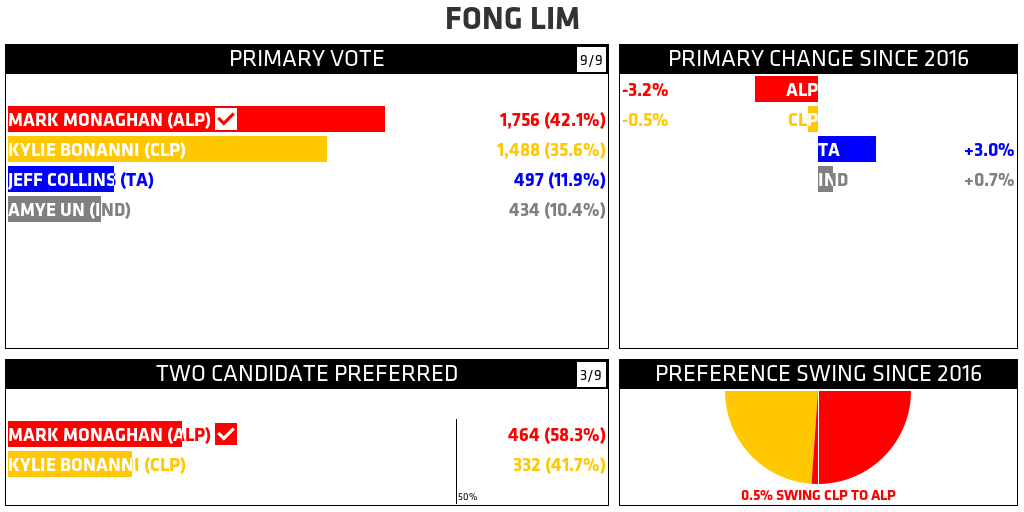 FONG LIM
PRIMARY VOTE 9/9
MARK MONAGHAN (ALP) 1,756 (42.1%)
KYLIE BONANNI (CLP) 1,488 (35.6%)
JEFF COLLINS (TA) 497 (11.9%)
AMYE UN (IND) 434 (10.4%)
PRIMARY CHANGE SINCE 2016
-3.2% ALP
-0.5% CLP
TA +3.0%
IND +0.7%
TWO CANDIDATE PREFERRED 3/9
MARK MONAGHAN (ALP) 464 (58.3%)
KYLIE BONANNI (CLP) 332 (41.7%)
50%
PREFERENCE SWING SINCE 2016
0.5% SWING CLP TO ALP